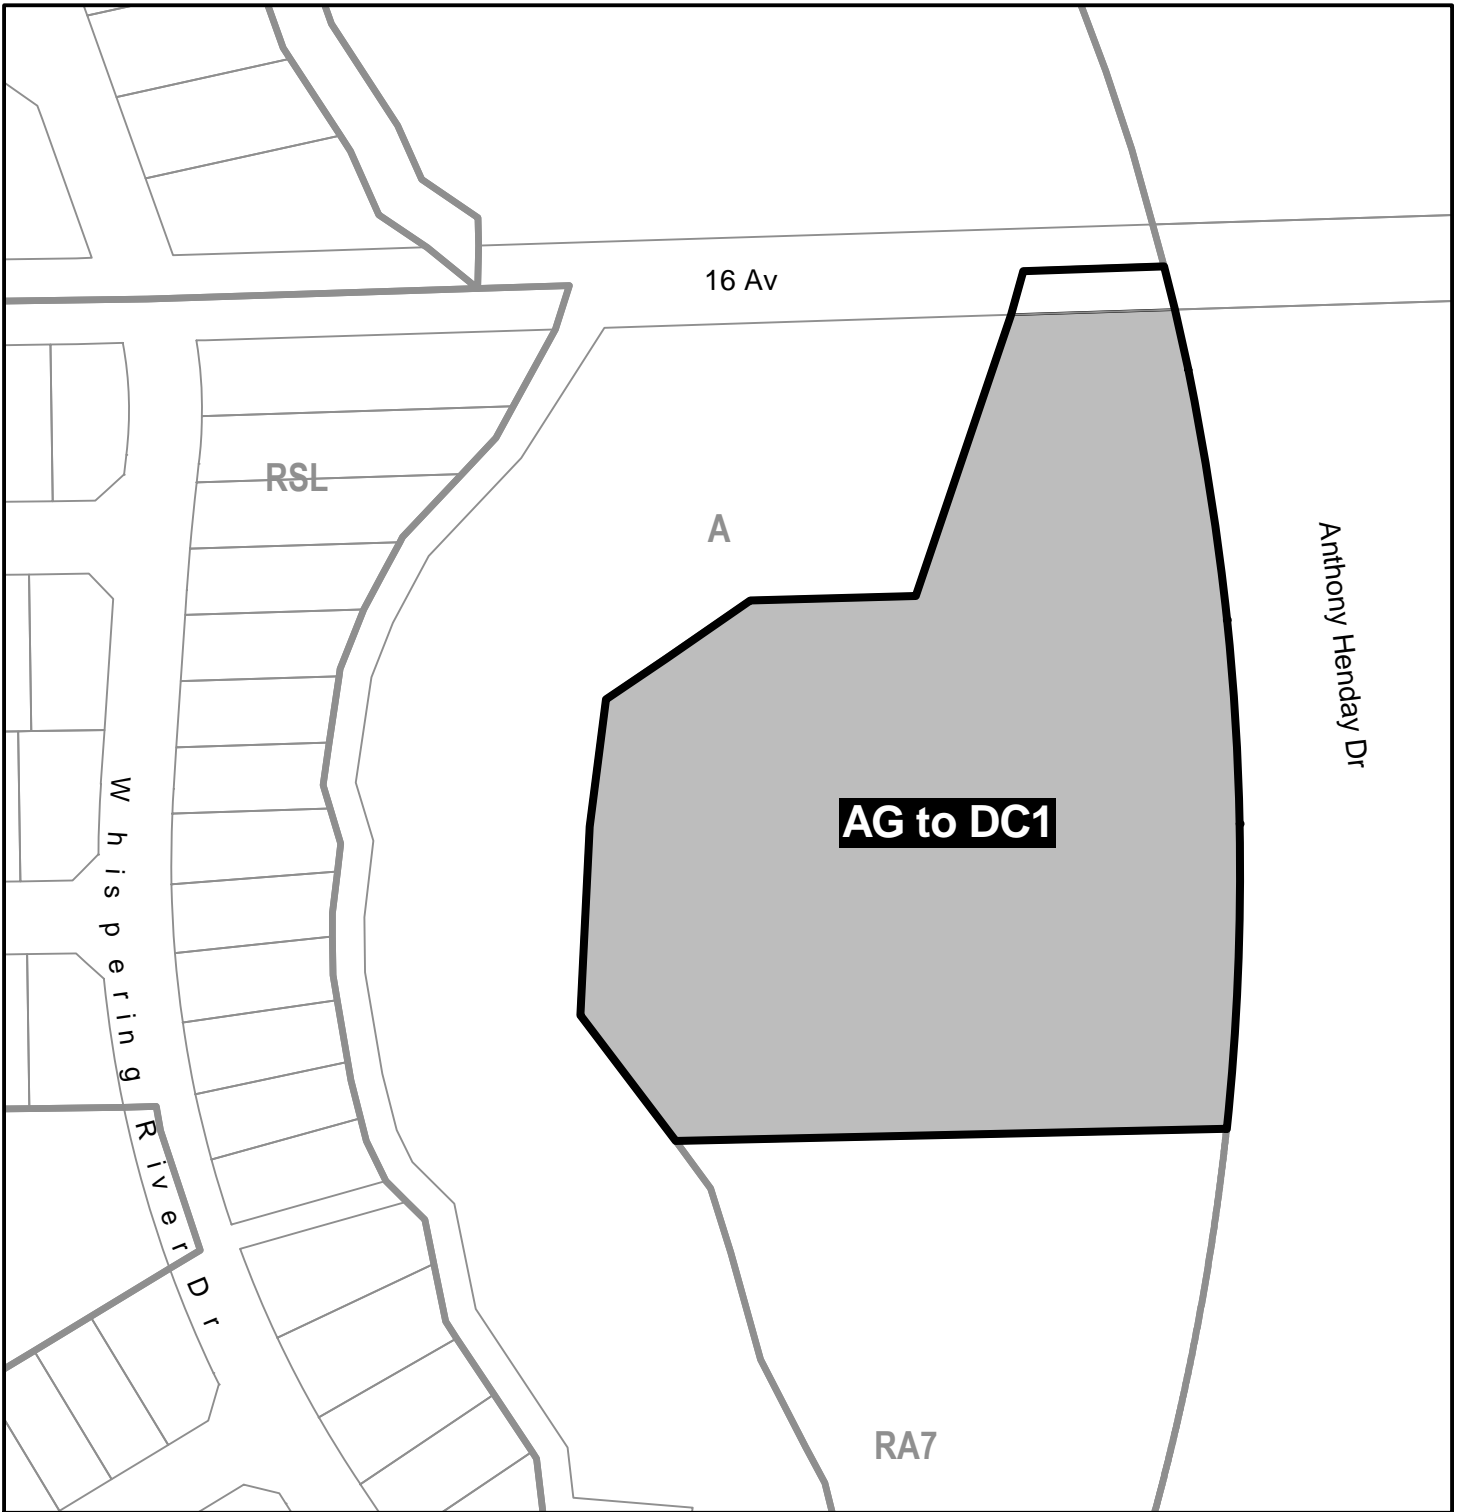 16 Av
RSL
A
Anthony Henday Dr
AG to DC1
Whispering River Dr
RA7